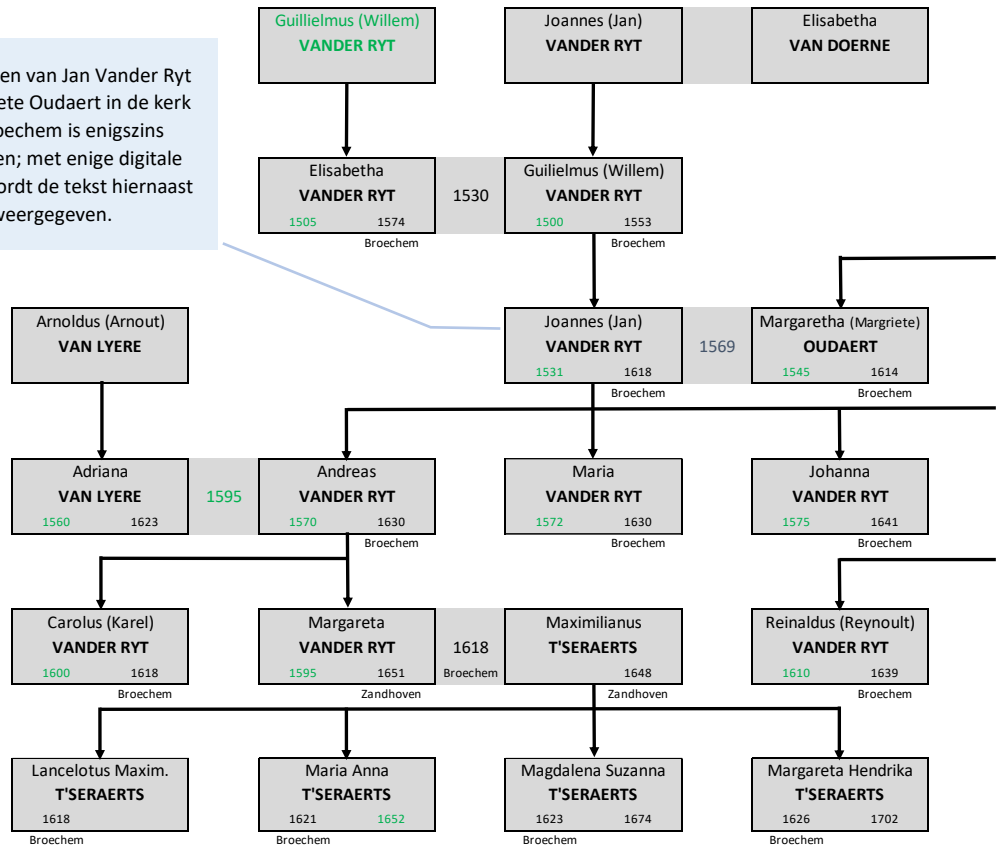 Guillielmus (Willem)
VANDER RYT
Joannes (Jan)
VANDER RYT
Elisabetha
VAN DOERNE
en van Jan Vander Ryt
ete Oudaert in de kerk
oechem is enigszins
en; met enige digitale
ordt de tekst hiernaast
weergegeven.
Elisabetha
VANDER RYT
1505 1574
Broechem
1530
Guilielmus (Willem)
VANDER RYT
1500 1553
Broechem
Arnoldus (Arnout)
VAN LYERE
Joannes (Jan)
VANDER RYT
1531 1618
Broechem
1569
Margaretha (Margriete)
OUDAERT
1545 1614
Broechem
Adriana
VAN LYERE
1560 1623
1595
Andreas
VANDER RYT
1570 1630
Broechem
Maria
VANDER RYT
1572 1630
Broechem
Johanna
VANDER RYT
1575 1641
Broechem
Carolus (Karel)
VANDER RYT
1600 1618
Broechem
Margareta
VANDER RYT
1595 1651
Zandhoven
1618
Broechem
Maximilianus
T'SERAERTS
1648
Zandhoven
Reinaldus (Reynoult)
VANDER RYT
1610 1639
Broechem
Lancelotus Maxim.
T'SERAERTS
1618
Broechem
Maria Anna
T'SERAERTS
1621 1652
Broechem
Magdalena Suzanna
T'SERAERTS
1623 1674
Broechem
Margareta Hendrika
T'SERAERTS
1626 1702
Broechem